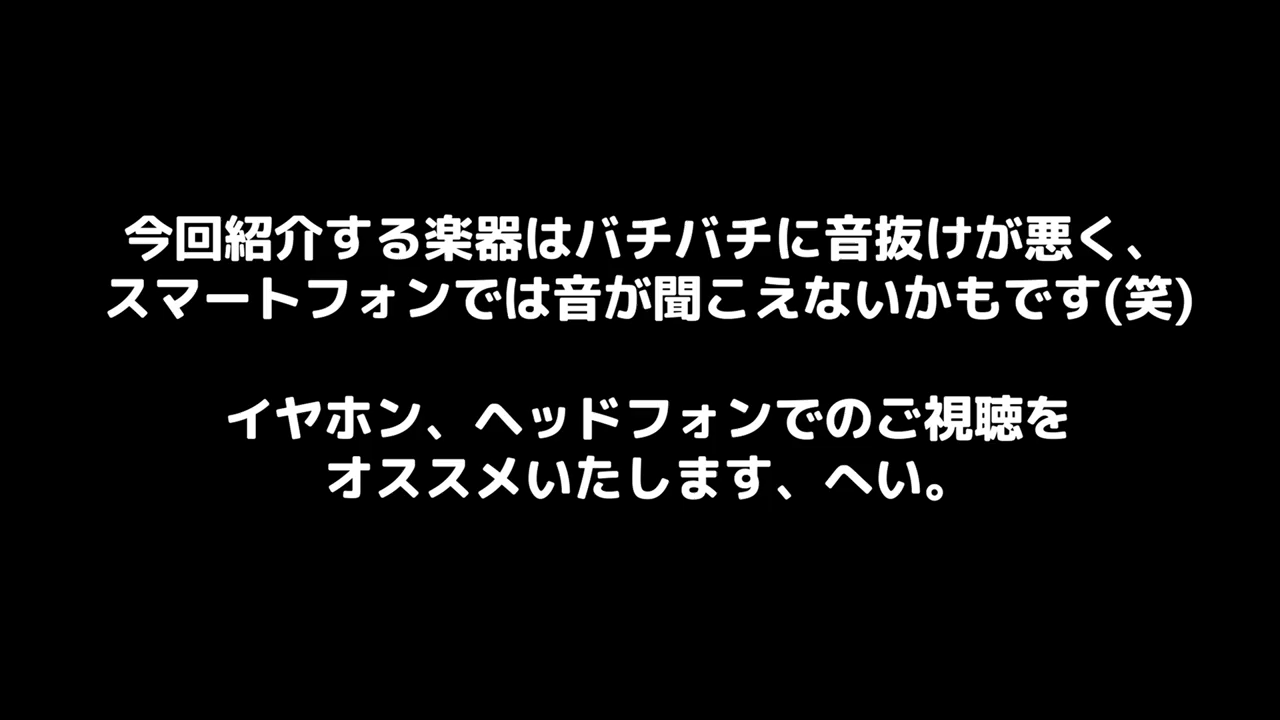 今回紹介する楽器はバチバチに音抜けが悪く、
スマートフォンでは音が聞こえないかもです(笑)
イヤホン、ヘッドフォンでのご視聴を
オススメいたします、へい。